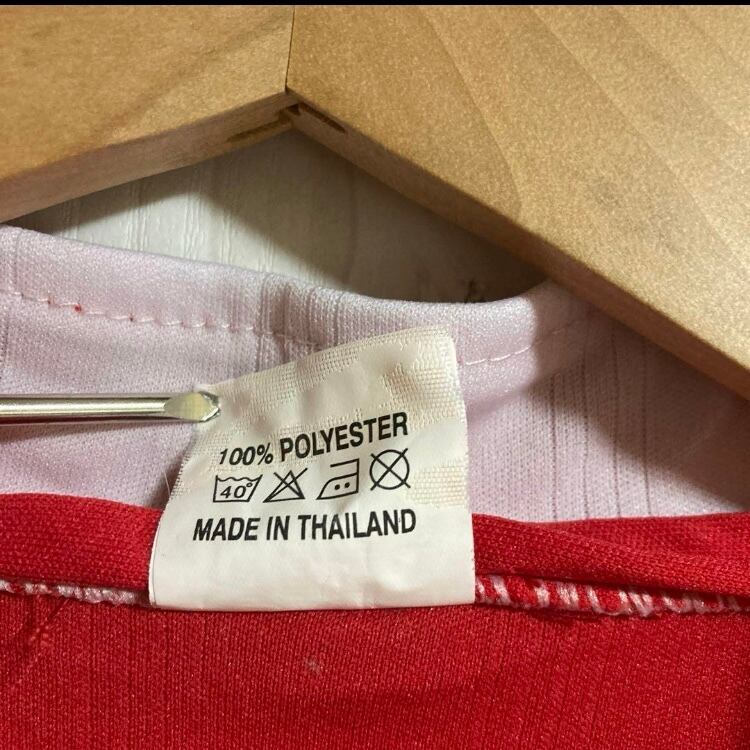 100% POLYESTER
40°
MADE IN THAILAND